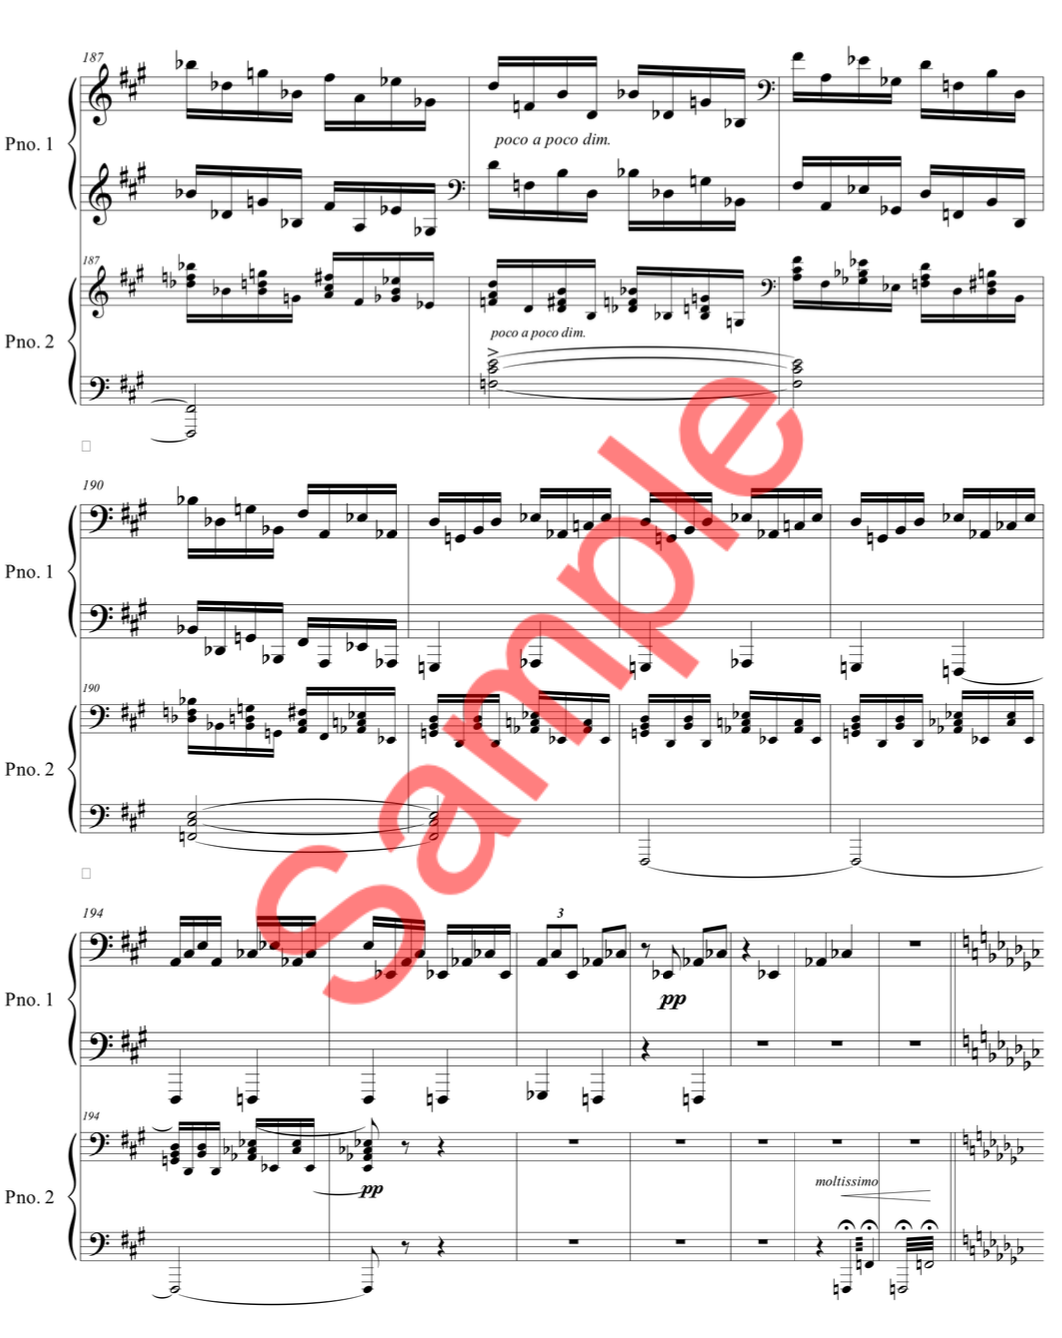 187
Pno. 1
poco a poco dim.
187
Pno. 2
poco a poco dim.
190
Pno. 1
190
Pno. 2
Sample
194
3
Pno. 1
pp
194
Pno. 2
pp
moltissimo